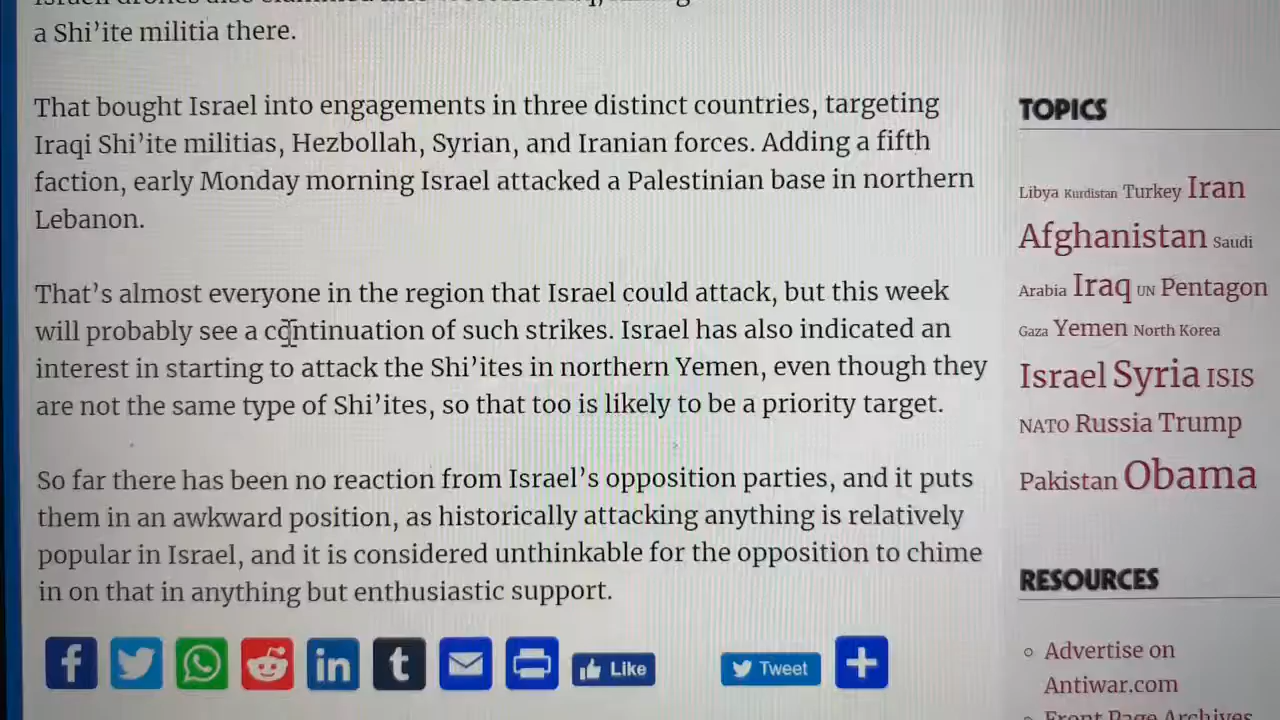 a Shi’ite militia there.
That bought Israel into engagements in three distinct countries, targeting
Iraqi Shi’ite militias, Hezbollah, Syrian, and Iranian forces. Adding a fifth
faction, early Monday morning Israel attacked a Palestinian base in northern
Lebanon.
That’s almost everyone in the region that Israel could attack, but this week
will probably see a continuation of such strikes. Israel has also indicated an
interest in starting to attack the Shi’ites in northern Yemen, even though they
are not the same type of Shi’ites, so that too is likely to be a priority target.
So far there has been no reaction from Israel’s opposition parties, and it puts
them in an awkward position, as historically attacking anything is relatively
popular in Israel, and it is considered unthinkable for the opposition to chime
in on that in anything but enthusiastic support.
f in t Like Tweet
TOPICS
Libya Kurdistan Turkey Iran
Afghanistan Saudi
Arabia Iraq UN Pentagon
Gaza Yemen North Korea
Israel Syria ISIS
NATO Russia Trump
Pakistan Obama
RESOURCES
Advertise on
Antiwar.com
Front Page Archives